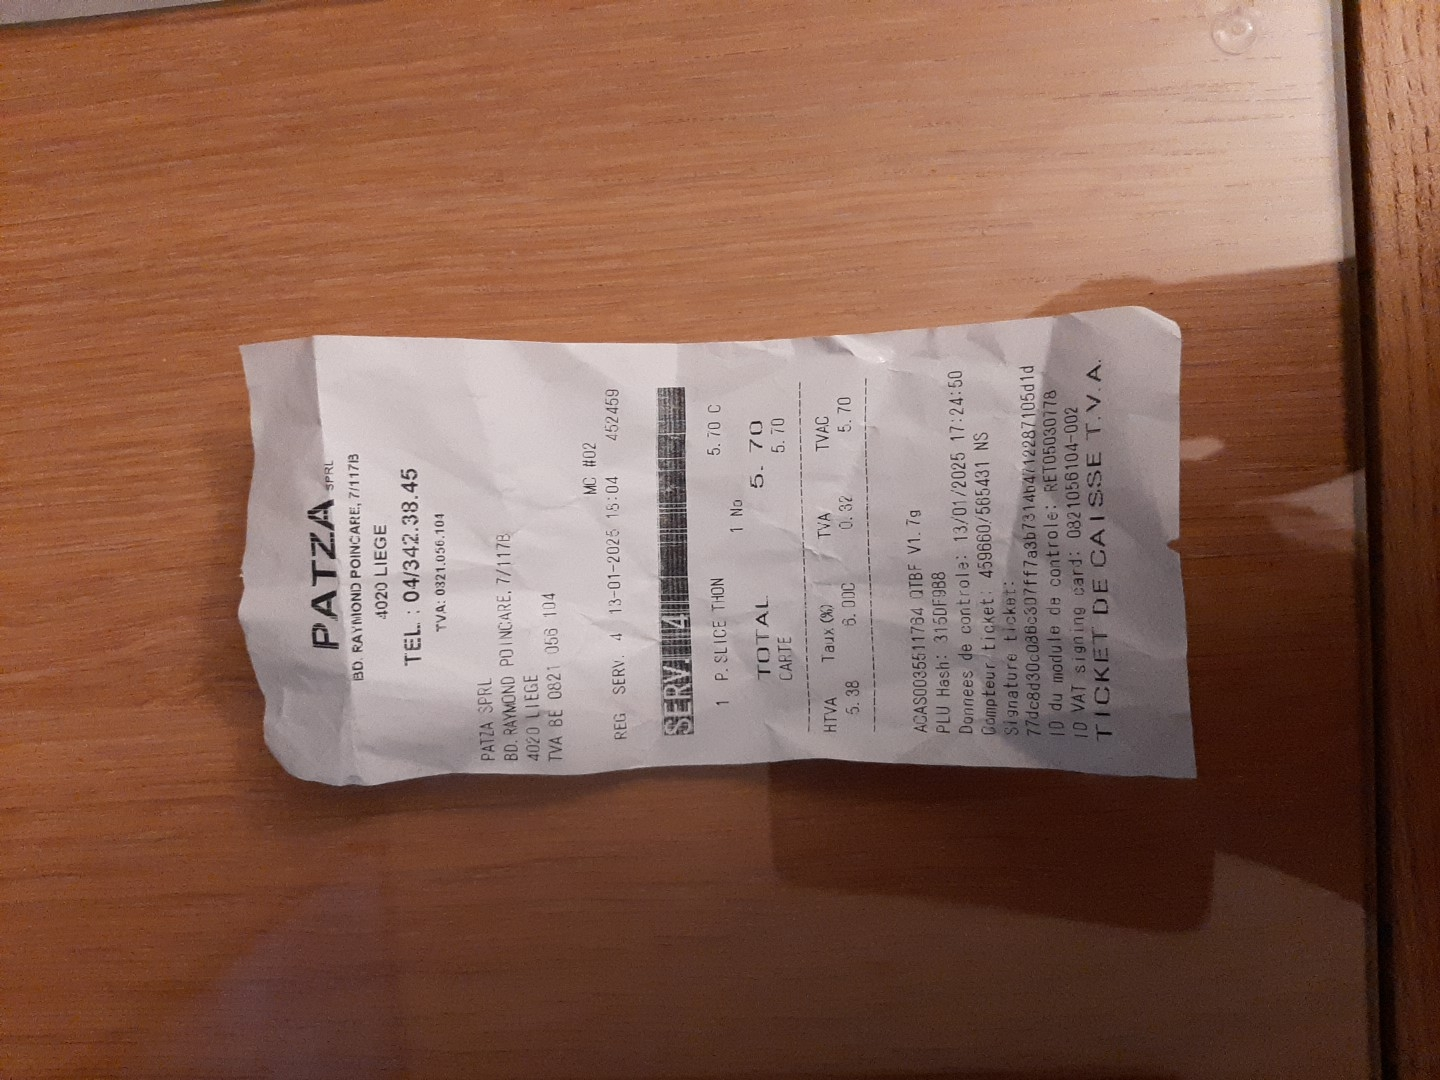 PATZA SPRL
BD. RAYMOND POINCARE, 7/117B
4020 LIEGE
TEL. : 04/342.38.45
TVA: 0821.056.104
PATZA SPRL
BD. RAYMOND POINCARE, 7/117B
4020 LIEGE
TVA BE 0821 056 104
MC #02
REG SERV. 4 13-01-2025 18:04 452459
SERV. 4
1 P.SLICE THON 5.70 C
1 No
TOTAL 5.70
CARTE 5.70
HTVA Taux(%) TVA TVAC
5.38 6.00C 0.32 5.70
ACAS0035511764 QTBF V1.7g
PLU Hash: 315DF9B8
Donnees de controle: 13/01/2025 17:24:50
Compteur ticket: 459660/565431 NS
Signature ticket:
ID du module de controle: RET05030778
ID VAT signing card: 0821056104-002
TICKET DE CAISSE T.V.A.